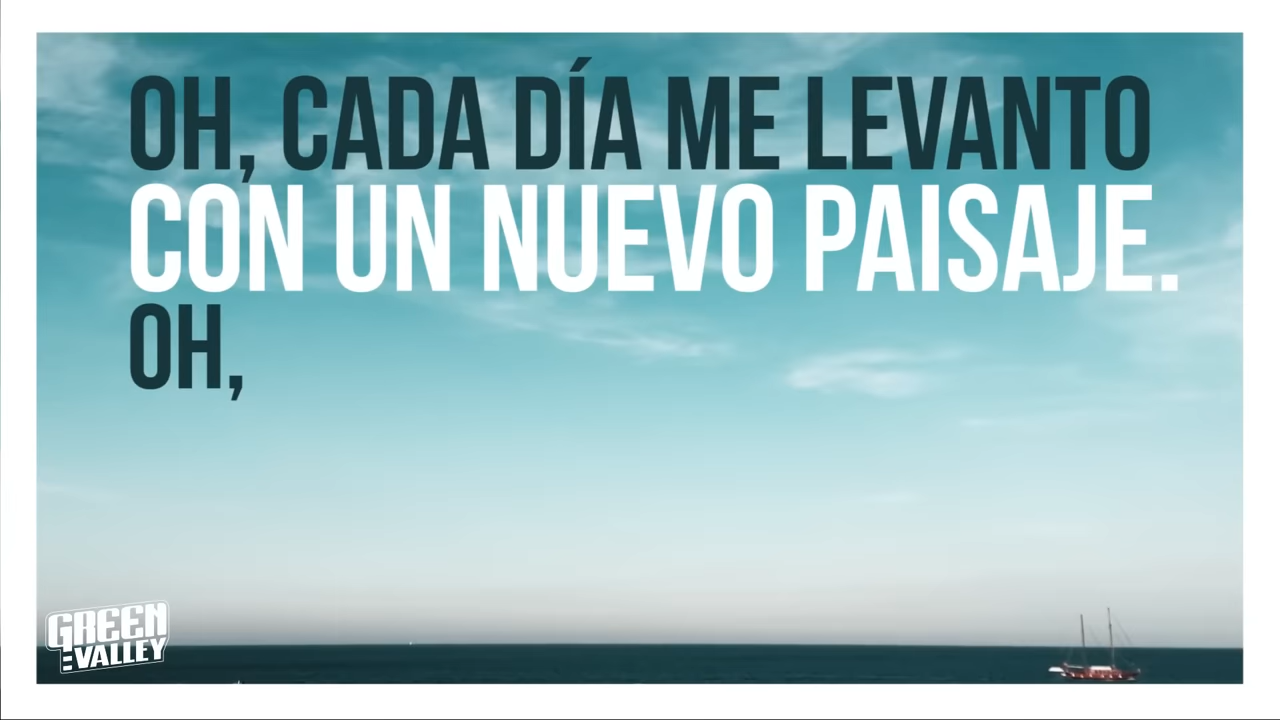 OH, CADA DÍA ME LEVANTO
CON UN NUEVO PAISAJE.
OH,
GREEN
VALLEY